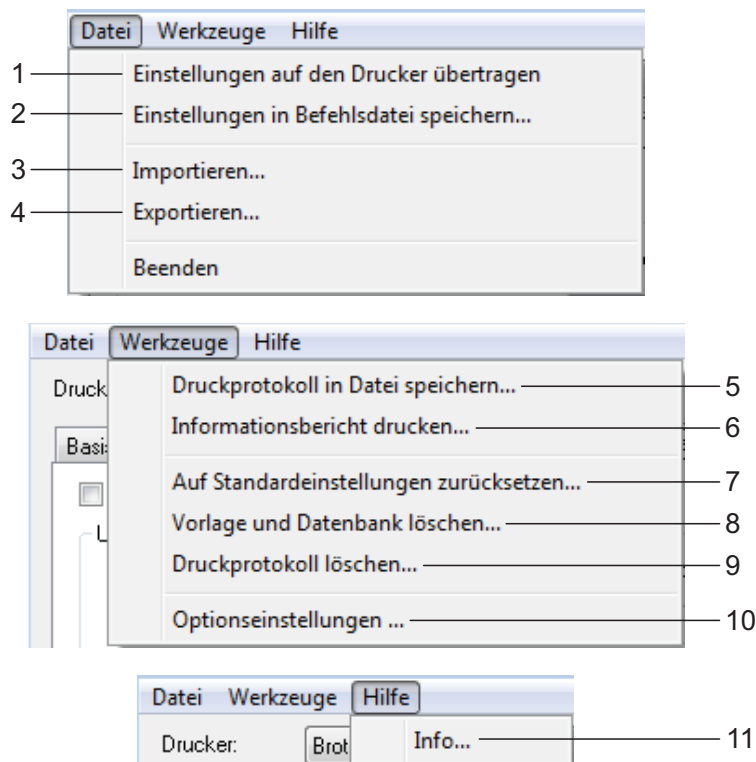 Datei Werkzeuge Hilfe
1 Einstellungen auf den Drucker übertragen
2 Einstellungen in Befehlsdatei speichern...
3 Importieren...
4 Exportieren...
Beenden
Datei Werkzeuge Hilfe
Druck Druckprotokoll in Datei speichern... 5
Informationsbericht drucken... 6
Basi
Auf Standardeinstellungen zurücksetzen... 7
Vorlage und Datenbank löschen... 8
Druckprotokoll löschen... 9
Optionseinstellungen ... 10
Datei Werkzeuge Hilfe
Drucker: Brot Info... 11